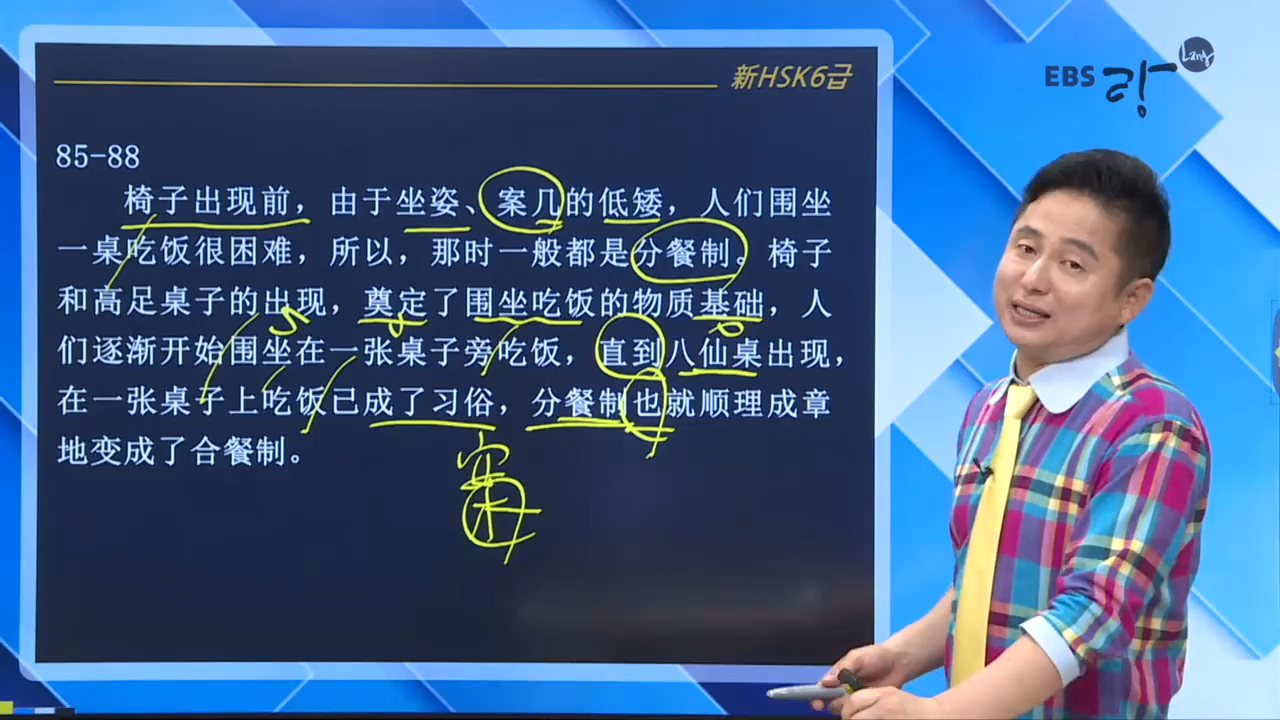 新HSK6급
EBS 랑 Lang
85-88
椅子出现前，由于坐姿、案几的低矮，人们围坐
一桌吃饭很困难，所以，那时一般都是分餐制。椅子
和高足桌子的出现，奠定了围坐吃饭的物质基础，人
们逐渐开始围坐在一张桌子旁吃饭，直到八仙桌出现，
在一张桌子上吃饭已成了习俗，分餐制也就顺理成章
地变成了合餐制。
安
木